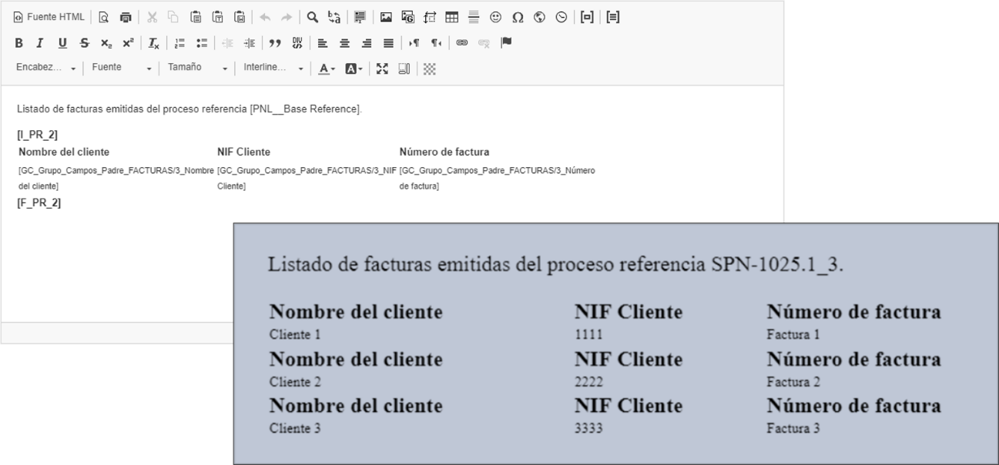 Fuente HTML
Encabez... Fuente Tamaño Interline...
Listado de facturas emitidas del proceso referencia [PNL__Base Reference].
[I_PR_2]
Nombre del cliente NIF Cliente Número de factura
[GC_Grupo_Campos_Padre_FACTURAS/3_Nombre [GC_Grupo_Campos_Padre_FACTURAS/3_NIF [GC_Grupo_Campos_Padre_FACTURAS/3_Número
del cliente] Cliente] de factura]
[F_PR_2]
Listado de facturas emitidas del proceso referencia SPN-1025.1_3.
Nombre del cliente NIF Cliente Número de factura
Cliente 1 1111 Factura 1
Nombre del cliente NIF Cliente Número de factura
Cliente 2 2222 Factura 2
Nombre del cliente NIF Cliente Número de factura
Cliente 3 3333 Factura 3